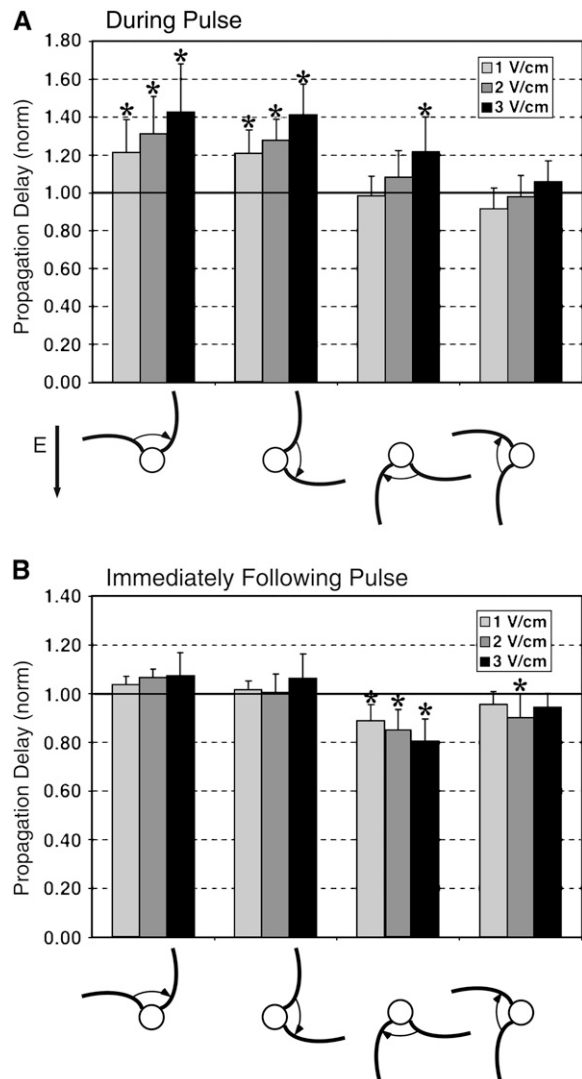 A During Pulse
Propagation Delay (norm)
1.80
1.60
1.40
1.20
1.00
0.80
0.60
0.40
0.20
0.00
* * *
* * *
*
1 V/cm
2 V/cm
3 V/cm
E
B Immediately Following Pulse
Propagation Delay (norm)
1.40
1.20
1.00
0.80
0.60
0.40
0.20
0.00
* * *
*
1 V/cm
2 V/cm
3 V/cm